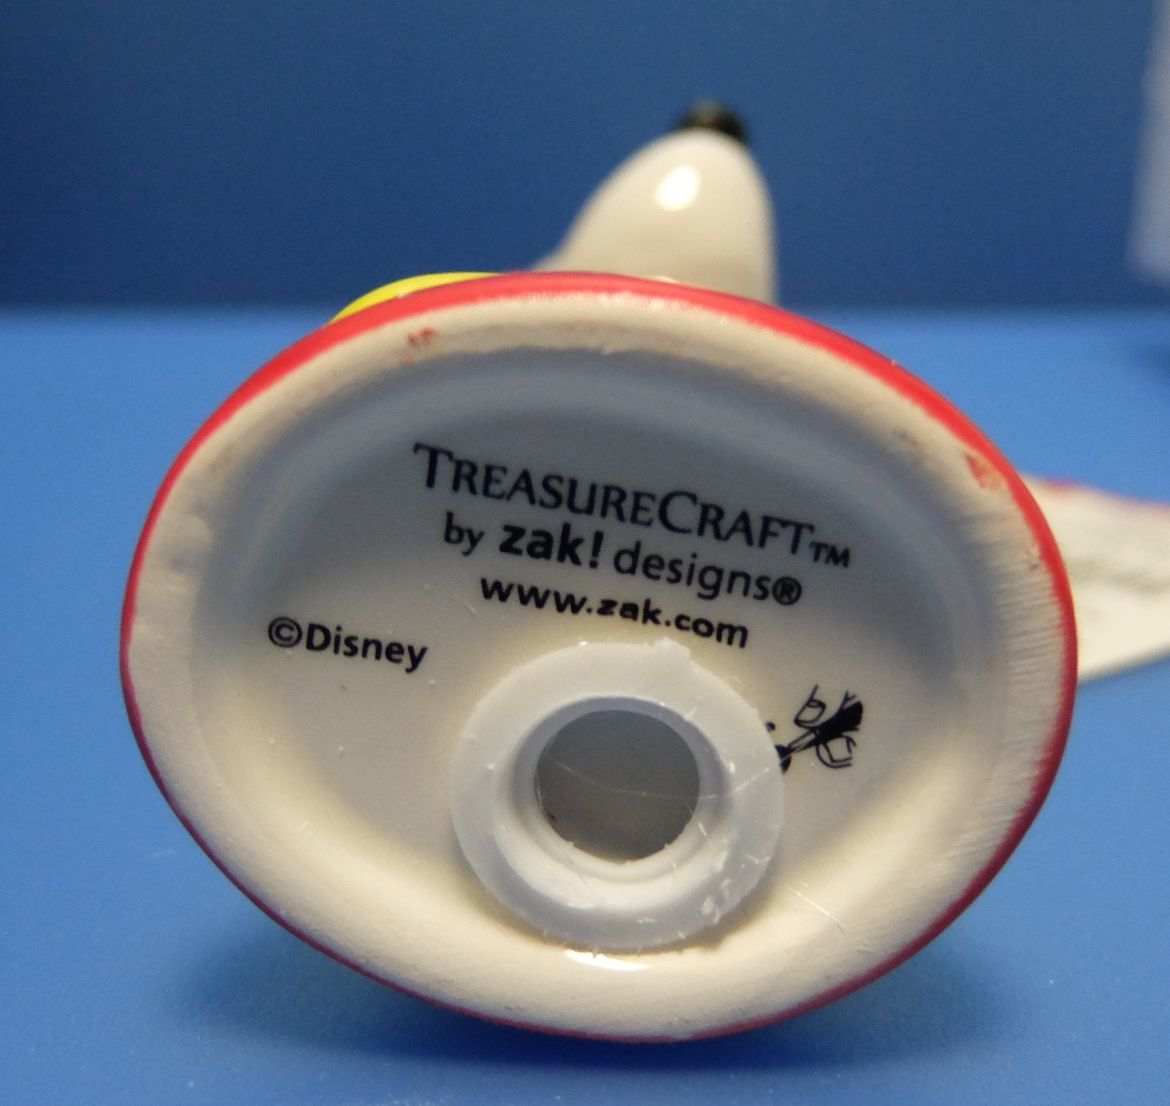 TREASURECRAFT™
by zak! designs®
www.zak.com
©Disney